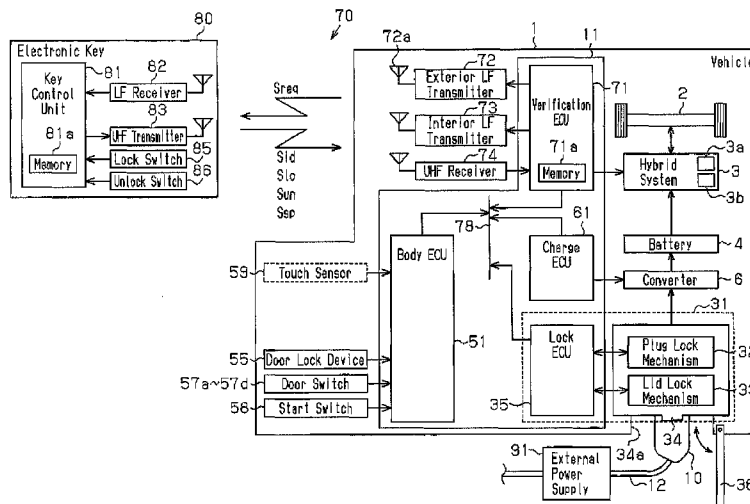 80
70
72a
72
1
11
Vehicle
Electronic Key
81
82
Key
Control
Unit
LF Receiver
83
81a
UHF Transmitter
85
Memory
Lock Switch
86
Unlock Switch
Sreq
Sid
Slo
Sun
Ssp
Exterior LF
Transmitter
73
Interior LF
Transmitter
74
UHF Receiver
Verification
ECU
71
71a
Memory
2
3a
Hybrid
System
3
3b
78
61
Battery
4
Body ECU
Charge
ECU
Converter
6
59
Touch Sensor
31
51
55
Door Lock Device
57a~57d
Door Switch
56
Start Switch
Lock
ECU
35
Plug Lock
Mechanism
32
Lid Lock
Mechanism
33
34
34a
91
External
Power
Supply
12
10
36